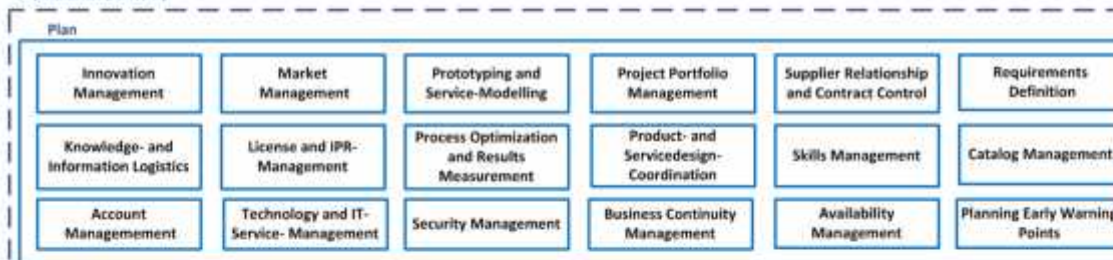 Plan
Innovation
Management
Market
Management
Prototyping and
Service-Modelling
Project Portfolio
Management
Supplier Relationship
and Contract Control
Requirements
Definition
Knowledge- and
Information Logistics
License and IPR-
Management
Process Optimization
and Results
Measurement
Product- and
Servicedesign-
Coordination
Skills Management
Catalog Management
Account
Managemement
Technology and IT-
Service- Management
Security Management
Business Continuity
Management
Availability
Management
Planning Early Warning
Points